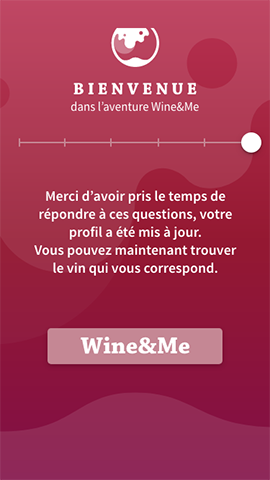 BIENVENUE
dans l’aventure Wine&Me
Merci d’avoir pris le temps de
répondre à ces questions, votre
profil a été mis à jour.
Vous pouvez maintenant trouver
le vin qui vous correspond.
Wine&Me